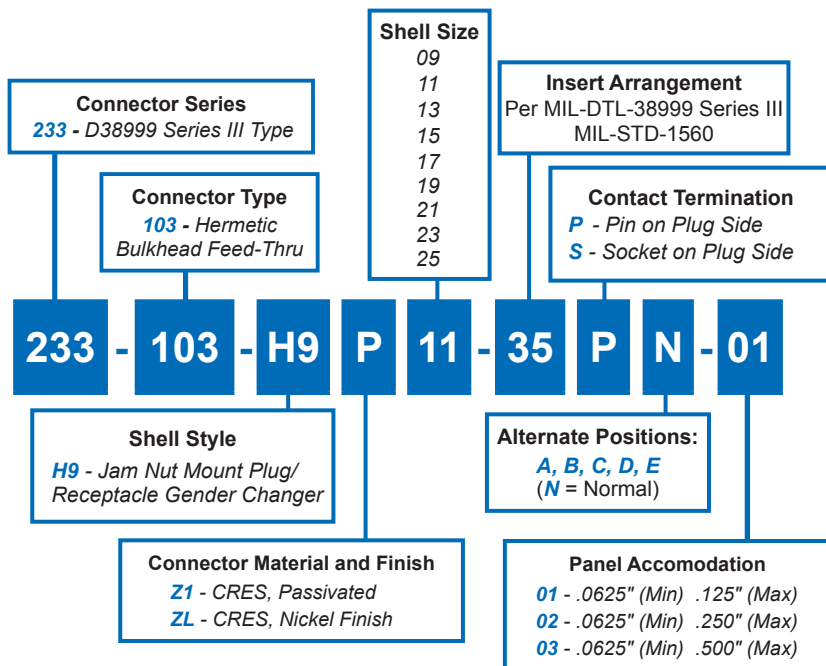 Shell Size
09
11
13
15
17
19
21
23
25
Connector Series
233 - D38999 Series III Type
Insert Arrangement
Per MIL-DTL-38999 Series III
MIL-STD-1560
Connector Type
103 - Hermetic
Bulkhead Feed-Thru
Contact Termination
P - Pin on Plug Side
S - Socket on Plug Side
233 - 103 - H9 P 11 - 35 P N - 01
Shell Style
H9 - Jam Nut Mount Plug/
Receptacle Gender Changer
Alternate Positions:
A, B, C, D, E
(N = Normal)
Connector Material and Finish
Z1 - CRES, Passivated
ZL - CRES, Nickel Finish
Panel Accomodation
01 - .0625" (Min) .125" (Max)
02 - .0625" (Min) .250" (Max)
03 - .0625" (Min) .500" (Max)